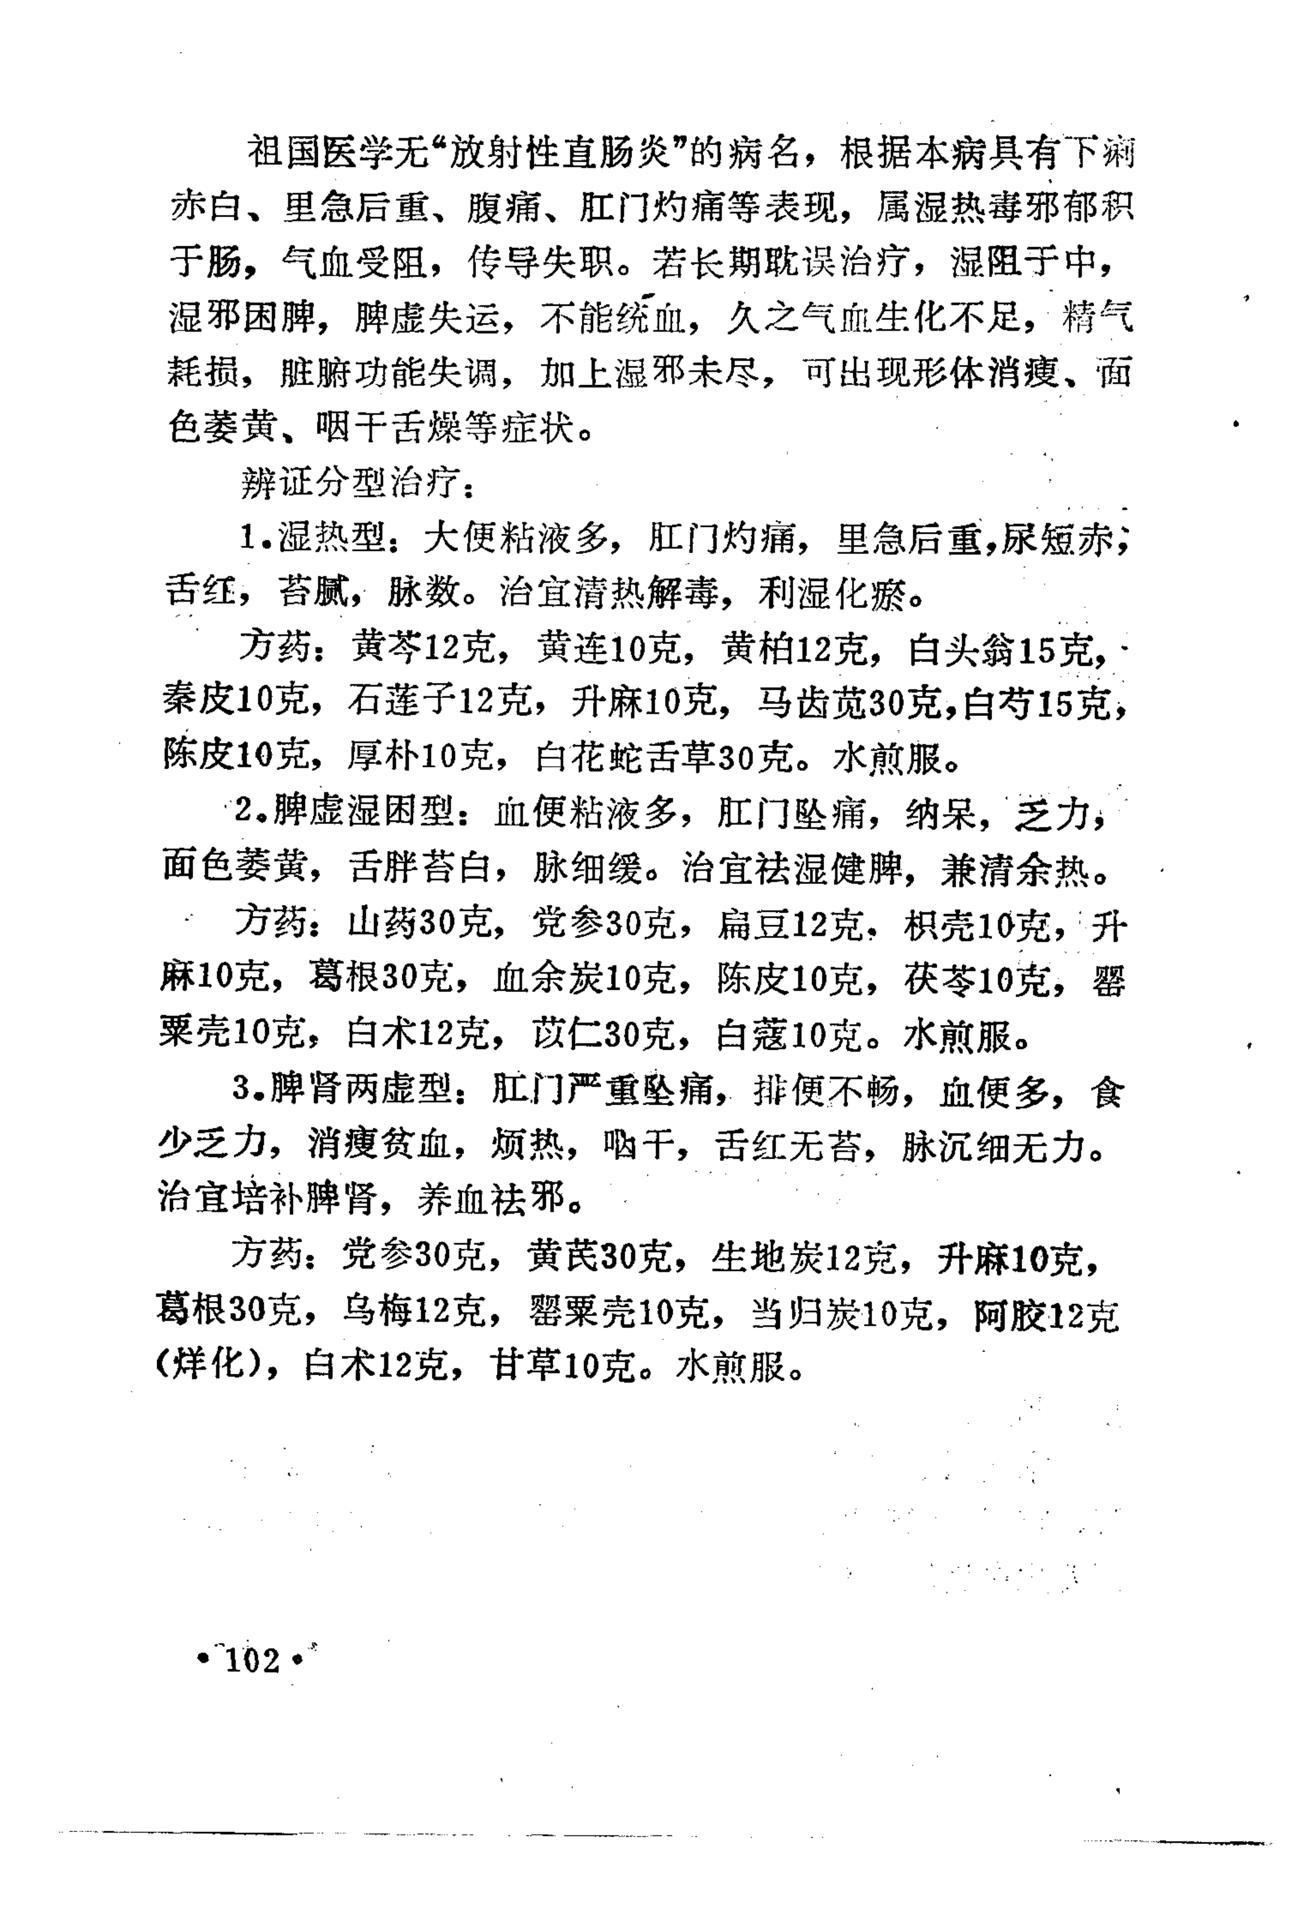 祖国医学无“放射性直肠炎”的病名，根据本病具有下痢
赤白、里急后重、腹痛、肛门灼痛等表现，属湿热毒邪郁积
于肠，气血受阻，传导失职。若长期耽误治疗，湿阻于中，
湿邪困脾，脾虚失运，不能统血，久之气血生化不足，精气
耗损，脏腑功能失调，加上湿邪未尽，可出现形体消瘦、面
色萎黄、咽干舌燥等症状。
辨证分型治疗：
1.湿热型：大便粘液多，肛门灼痛，里急后重，尿短赤；
舌红，苔腻，脉数。治宜清热解毒，利湿化瘀。
方药：黄芩12克，黄连10克，黄柏12克，白头翁15克，
秦皮10克，石莲子12克，升麻10克，马齿苋30克，白芍15克，
陈皮10克，厚朴10克，白花蛇舌草30克。水煎服。
2.脾虚湿困型：血便粘液多，肛门坠痛，纳呆，乏力，
面色萎黄，舌胖苔白，脉细缓。治宜祛湿健脾，兼清余热。
方药：山药30克，党参30克，扁豆12克，枳壳10克，升
麻10克，葛根30克，血余炭10克，陈皮10克，茯苓10克，罂
粟壳10克，白术12克，苡仁30克，白蔻10克。水煎服。
3.脾肾两虚型：肛门严重坠痛，排便不畅，血便多，食
少乏力，消瘦贫血，烦热，咽干，舌红无苔，脉沉细无力。
治宜培补脾肾，养血祛邪。
方药：党参30克，黄芪30克，生地炭12克，升麻10克，
葛根30克，乌梅12克，罂粟壳10克，当归炭10克，阿胶12克
（烊化），白术12克，甘草10克。水煎服。
•102•